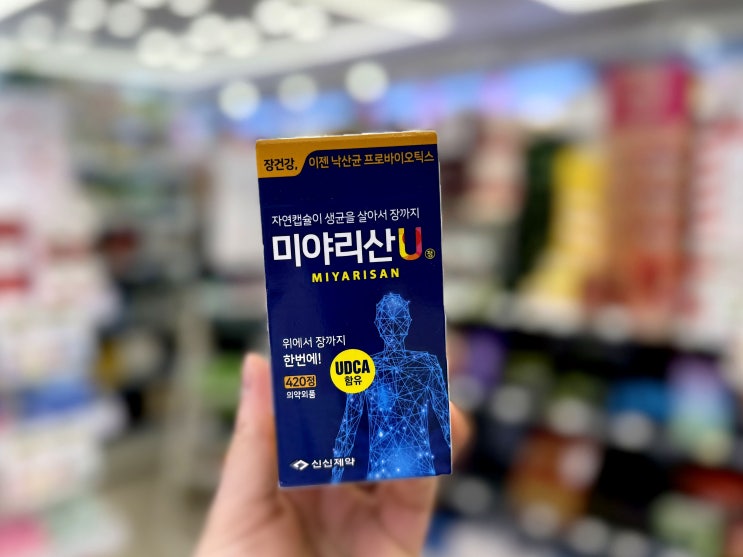 장건강, 이젠 낙산균 프로바이오틱스
자연캡슐이 생균을 살아서 장까지
미야리산U정
MIYARISAN
위에서 장까지
한번에!
UDCA
함유
420정
의약외품
신신제약